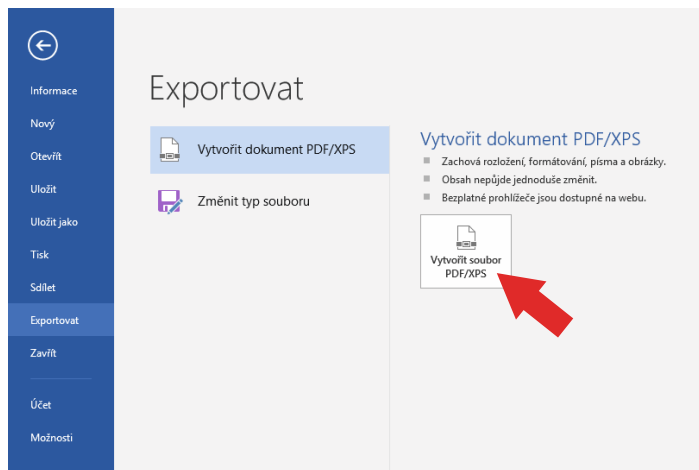 Informace
Nový
Otevřít
Uložit
Uložit jako
Tisk
Sdílet
Exportovat
Zavřít
Účet
Možnosti
Exportovat
Vytvořit dokument PDF/XPS
Změnit typ souboru
Vytvořit dokument PDF/XPS
Zachová rozložení, formátování, písma a obrázky.
Obsah nepůjde jednoduše změnit.
Bezplatné prohlížeče jsou dostupné na webu.
Vytvořit soubor
PDF/XPS